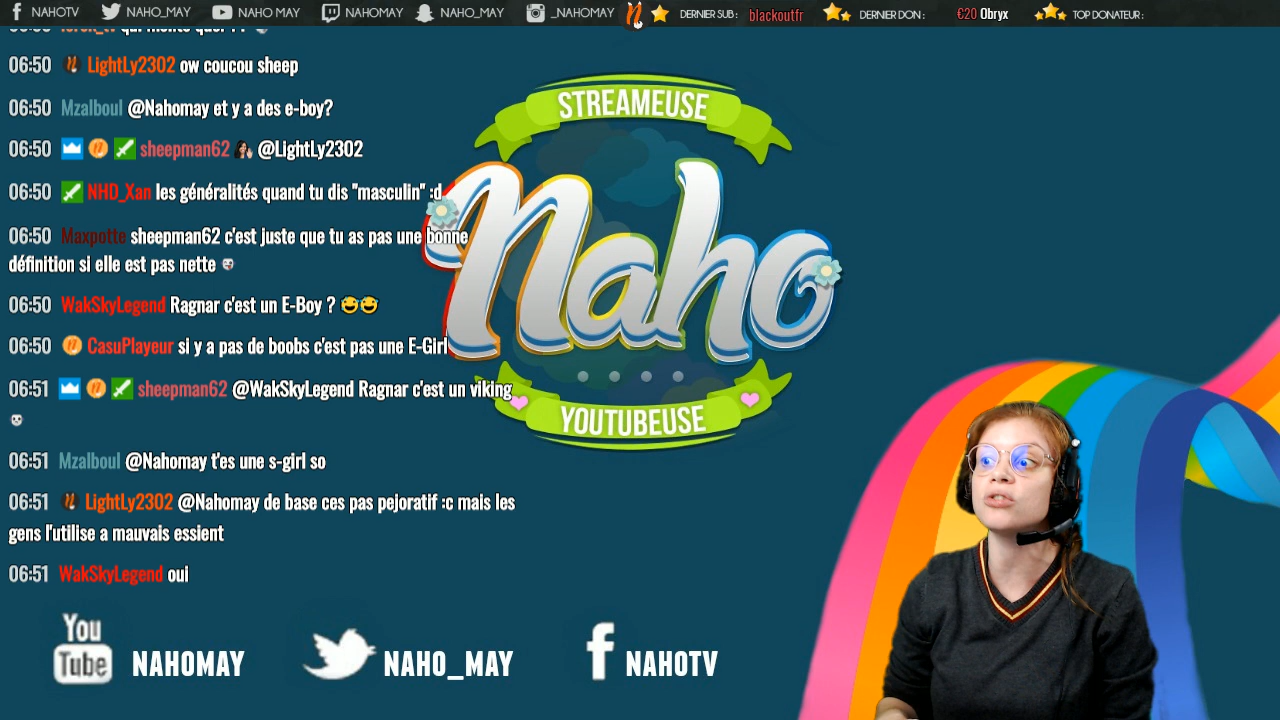 NAHOTV NAHO_MAY NAHO MAY NAHOMAY NAHO_MAY _NAHOMAY DERNIER SUB : blackoutfr DERNIER DON : €20 Obryx TOP DONATEUR :
06:50 LightLy2302 ow coucou sheep
06:50 Mzalboul @Nahomay et y a des e-boy?
06:50 sheepman62 @LightLy2302
06:50 NHD_Xan les généralités quand tu dis "masculin" :d
06:50 Maxpotte sheepman62 c'est juste que tu as pas une bonne
définition si elle est pas nette
06:50 WakSkyLegend Ragnar c'est un E-Boy ?
06:50 CasuPlayeur si y a pas de boobs c'est pas une E-Girl
06:51 sheepman62 @WakSkyLegend Ragnar c'est un viking
06:51 Mzalboul @Nahomay t'es une s-girl so
06:51 LightLy2302 @Nahomay de base ces pas pejoratif :c mais les
gens l'utilise a mauvais essient
06:51 WakSkyLegend oui
STREAMEUSE
Naho
YOUTUBEUSE
You
Tube
NAHOMAY NAHO_MAY NAHOTV